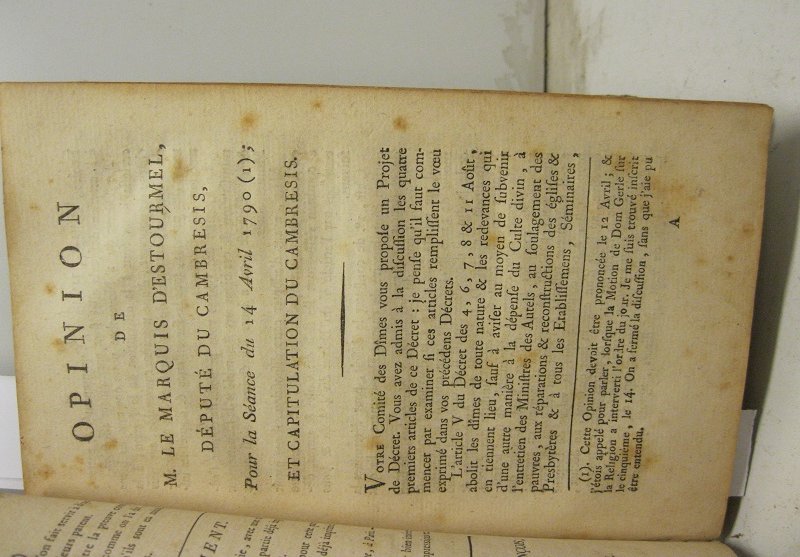 OPINION
DE
M. LE MARQUIS D'ESTOURMEL,
DÉPUTÉ DU CAMBRESIS,
Pour la Séance du 14 Avril 1790 (1);
ET CAPITULATION DU CAMBRESIS.
VOTRE Comité des Dîmes vous propose un Projet
de Décret. Vous avez admis à la discussion les quatre
premiers articles de ce Décret : je pense qu'il faut com-
mencer par examiner si ces articles remplissent le vœu
exprimé dans vos précédens Décrets.
L'article V du Décret des 4, 6, 7, 8 & 11 Août,
abolit les dîmes de toute nature & les redevances qui
en tiennent lieu, sauf à aviser au moyen de subvenir
d'une autre manière à la dépense du Culte divin, à
l'entretien des Ministres des Autels, au soulagement des
pauvres, aux réparations & reconstructions des églises &
Presbytères & à tous les Etablissemens, Séminaires,
(1). Cette Opinion devoit être prononcée le 12 Avril ; &
j'étois appelé pour parler, lorsque la Motion de Dom Gerle sur
la Religion a interverti l'ordre du jour. Je me suis trouvé inscrit
le cinquieme, le 14. On a fermé la discussion, sans que j'aie pu
être entendu.
A